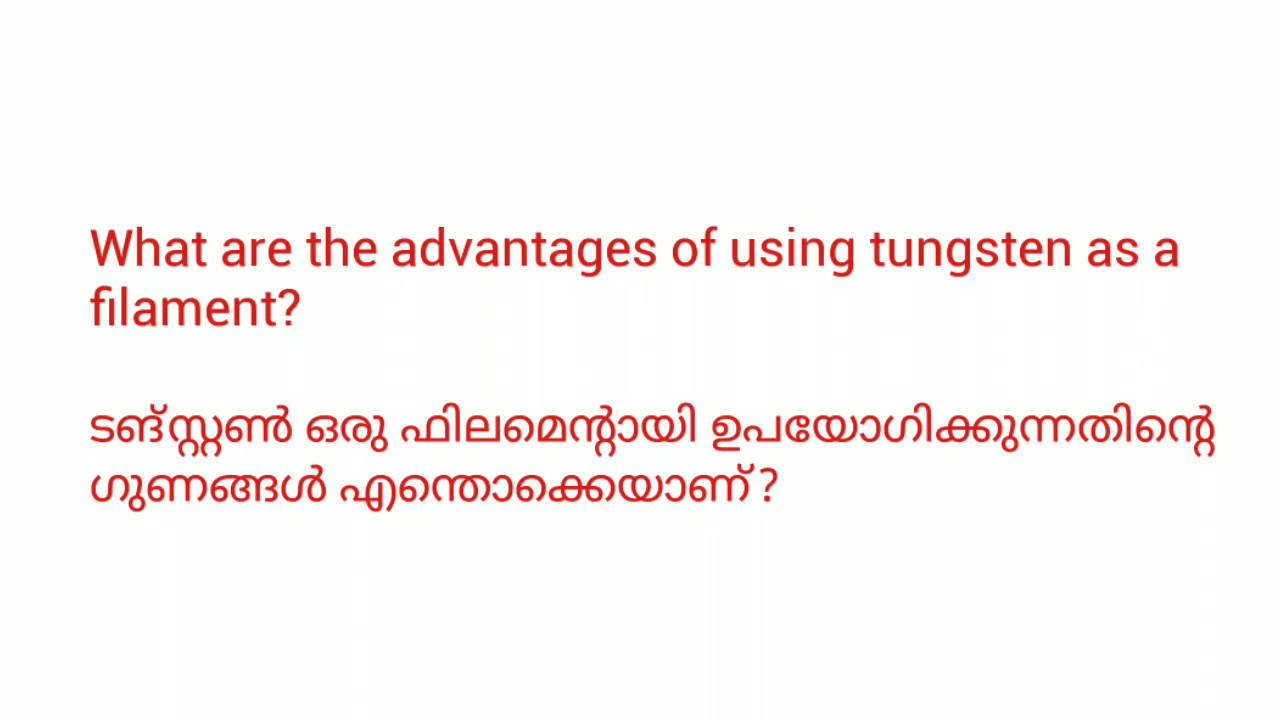 What are the advantages of using tungsten as a
filament?
ടങ്സ്റ്റൺ ഒരു ഫിലമെന്റായി ഉപയോഗിക്കുന്നതിന്റെ
ഗുണങ്ങൾ എന്തൊക്കെയാണ് ?